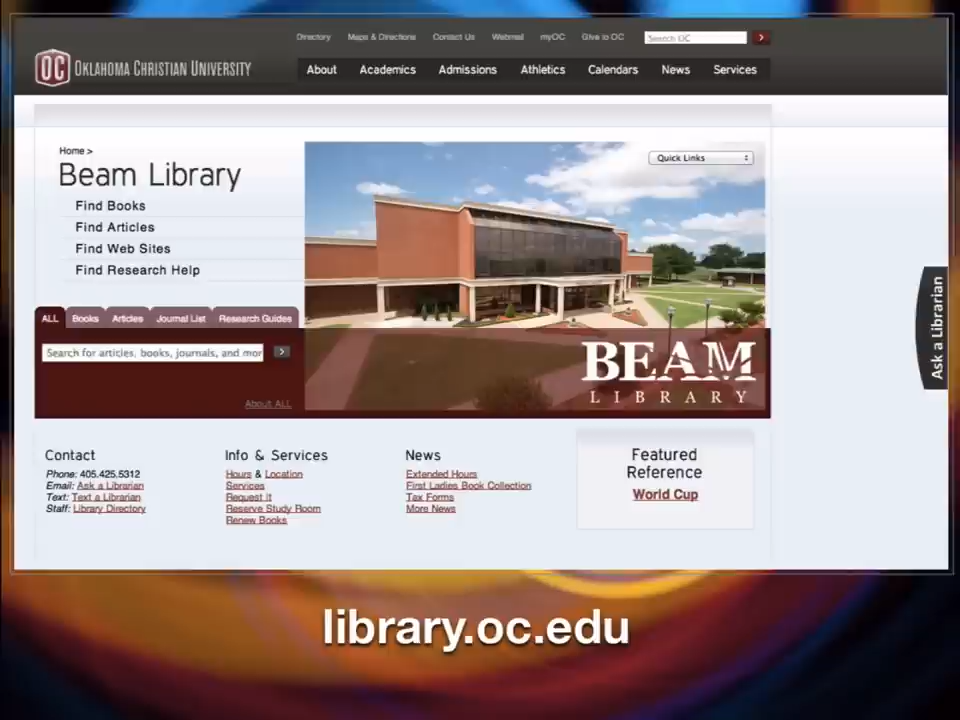 Directory Maps & Directions Contact Us Webmail myOC Give to OC Search OC
OC OKLAHOMA CHRISTIAN UNIVERSITY
About Academics Admissions Athletics Calendars News Services
Home >
Beam Library
Quick Links
Find Books
Find Articles
Find Web Sites
Find Research Help
ALL Books Articles Journal List Research Guides
Search for articles, books, journals, and mor
About ALL
BEAM
LIBRARY
Ask a Librarian
Contact
Phone: 405.425.5312
Email: Ask a Librarian
Text: Text a Librarian
Staff: Library Directory
Info & Services
Hours & Location
Services
Request it
Reserve Study Room
Renew Books
News
Extended Hours
First Ladies Book Collection
Tax Forms
More News
Featured
Reference
World Cup
library.oc.edu